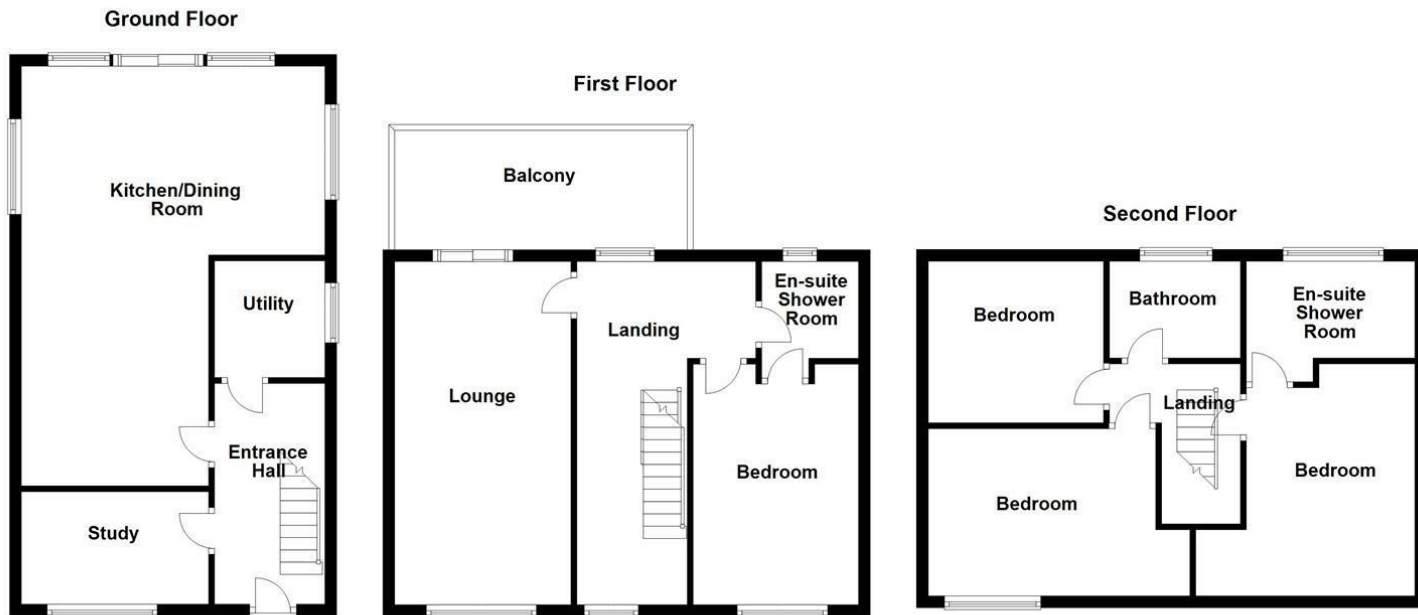 Ground Floor
Kitchen/Dining
Room
Utility
Entrance
Hall
Study
First Floor
Balcony
En-suite
Shower
Room
Landing
Lounge
Bedroom
Second Floor
Bedroom
Bathroom
En-suite
Shower
Room
Landing
Bedroom
Bedroom